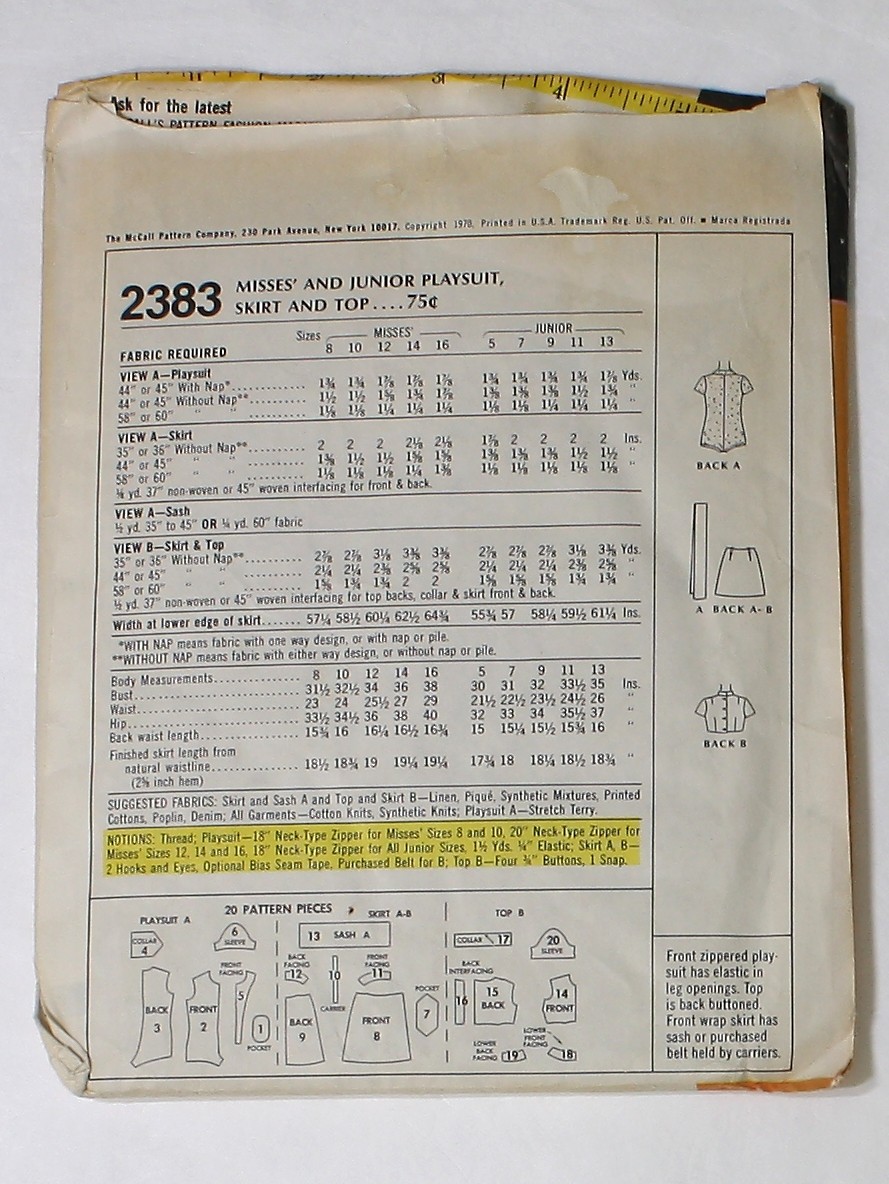 Ask for the latest
The McCall Pattern Company, 230 Park Avenue, New York 10017, Copyright 1970, Printed in U.S.A. Trademark Reg. U.S. Pat. Off. ■ Marca Registrada
2383 MISSES' AND JUNIOR PLAYSUIT,
SKIRT AND TOP....75¢
Sizes MISSES' JUNIOR
FABRIC REQUIRED 8 10 12 14 16 5 7 9 11 13
VIEW A—Playsuit
44" or 45" With Nap*............ 1¾ 1¾ 1⅞ 1⅞ 1⅞ 1¾ 1¾ 1¾ 1¾ 1⅞ Yds.
44" or 45" Without Nap**.......... 1½ 1½ 1⅝ 1¾ 1⅞ 1⅜ 1⅜ 1⅜ 1½ 1¾ "
58" or 60" " " .......... 1⅛ 1⅛ 1¼ 1¼ 1¼ 1⅛ 1⅛ 1¼ 1¼ 1¼ "
VIEW A—Skirt
35" or 36" Without Nap**.......... 2 2 2 2⅛ 2⅛ 1⅞ 2 2 2 2 Ins.
44" or 45" " " .......... 1⅜ 1½ 1½ 1⅝ 1⅝ 1⅜ 1⅜ 1⅜ 1½ 1½ "
58" or 60" " " .......... 1⅛ 1⅛ 1⅛ 1¼ 1⅜ 1⅛ 1⅛ 1⅛ 1⅛ 1⅛ "
yd. 37" non-woven or 45" woven interfacing for front & back.
VIEW A—Sash
½ yd. 35" to 45" OR ¼ yd. 60" fabric
VIEW B—Skirt & Top
35" or 36" Without Nap**.......... 2⅞ 2⅞ 3⅛ 3⅜ 3⅜ 2⅞ 2⅞ 2⅞ 3⅛ 3⅜ Yds.
44" or 45" " " .......... 2¼ 2¼ 2⅜ 2⅝ 2⅝ 2¼ 2¼ 2¼ 2⅜ 2⅝ "
58" or 60" " " .......... 1⅝ 1¾ 1¾ 2 2 1⅝ 1⅝ 1⅝ 1¾ 1¾ "
½ yd. 37" non-woven or 45" woven interfacing for top backs, collar & skirt front & back.
Width at lower edge of skirt....... 57¼ 58½ 60¼ 62½ 64¾ 55¾ 57 58¼ 59½ 61¼ Ins.
*WITH NAP means fabric with one way design, or with nap or pile.
**WITHOUT NAP means fabric with either way design, or without nap or pile.
Body Measurements............... 8 10 12 14 16 5 7 9 11 13
Bust............................ 31½ 32½ 34 36 38 30 31 32 33½ 35 Ins.
Waist........................... 23 24 25½ 27 29 21½ 22½ 23½ 24½ 26 "
Hip............................. 33½ 34½ 36 38 40 32 33 34 35½ 37 "
Back waist length............... 15¾ 16 16¼ 16½ 16¾ 15 15¼ 15½ 15¾ 16 "
Finished skirt length from
natural waistline............... 18½ 18¾ 19 19¼ 19¼ 17¾ 18 18¼ 18½ 18¾ "
(2⅝ inch hem)
SUGGESTED FABRICS: Skirt and Sash A and Top and Skirt B—Linen, Piqué, Synthetic Mixtures, Printed
Cottons, Poplin, Denim; All Garments—Cotton Knits, Synthetic Knits; Playsuit A—Stretch Terry.
NOTIONS: Thread; Playsuit—18" Neck-Type Zipper for Misses' Sizes 8 and 10, 20" Neck-Type Zipper for
Misses' Sizes 12, 14 and 16, 18" Neck-Type Zipper for All Junior Sizes, 1½ Yds. ¼" Elastic; Skirt A, B—
2 Hooks and Eyes, Optional Bias Seam Tape, Purchased Belt for B; Top B—Four ¾" Buttons, 1 Snap.
BACK A
A BACK A-B
BACK B
20 PATTERN PIECES
PLAYSUIT A
COLLAR 4
6 SLEEVE
FRONT FACING
BACK 3
FRONT 2
5
1
POCKET
SKIRT A-B
13 SASH A
BACK FACING
12
10
CARRIER
FRONT FACING
11
BACK 9
FRONT 8
POCKET
7
TOP B
COLLAR 17
20 SLEEVE
BACK INTERFACING
16
15 BACK
14 FRONT
LOWER BACK FACING
19
LOWER FRONT FACING
18
Front zippered play-
suit has elastic in
leg openings. Top
is back buttoned.
Front wrap skirt has
sash or purchased
belt held by carriers.